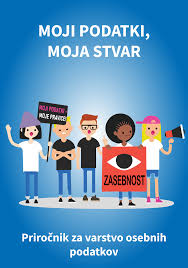 MOJI PODATKI,
MOJA STVAR
MOJI PODATKI -
MOJE PRAVICE!
ZASEBNOST
Priročnik za varstvo osebnih
podatkov